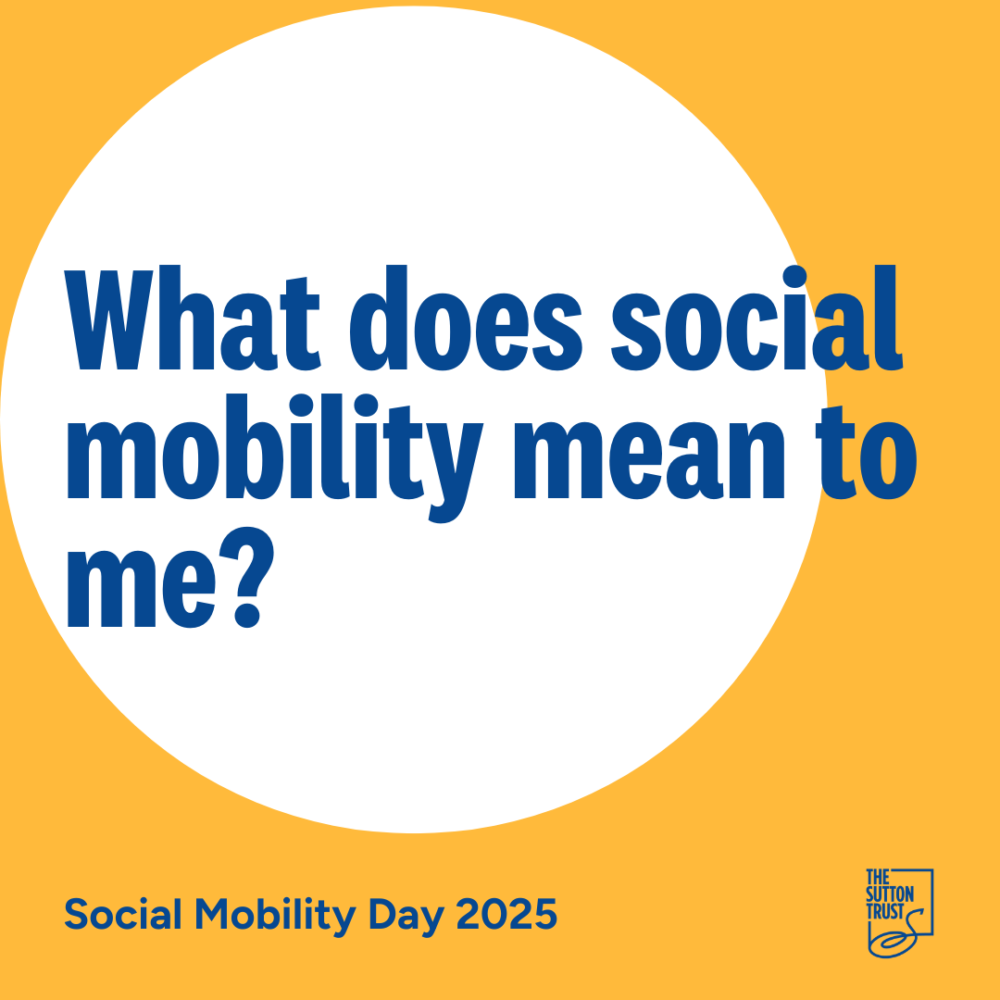 What does social
mobility mean to
me?
Social Mobility Day 2025
THE
SUTTON
TRUST